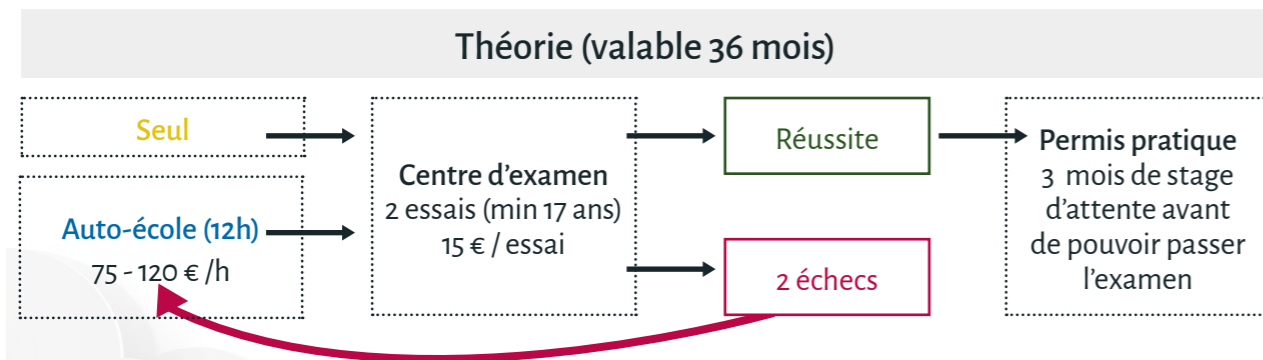 Théorie (valable 36 mois)
Seul
Auto-école (12h)
75 - 120 € /h
Centre d'examen
2 essais (min 17 ans)
15 € / essai
Réussite
2 échecs
Permis pratique
3 mois de stage
d'attente avant
de pouvoir passer
l'examen